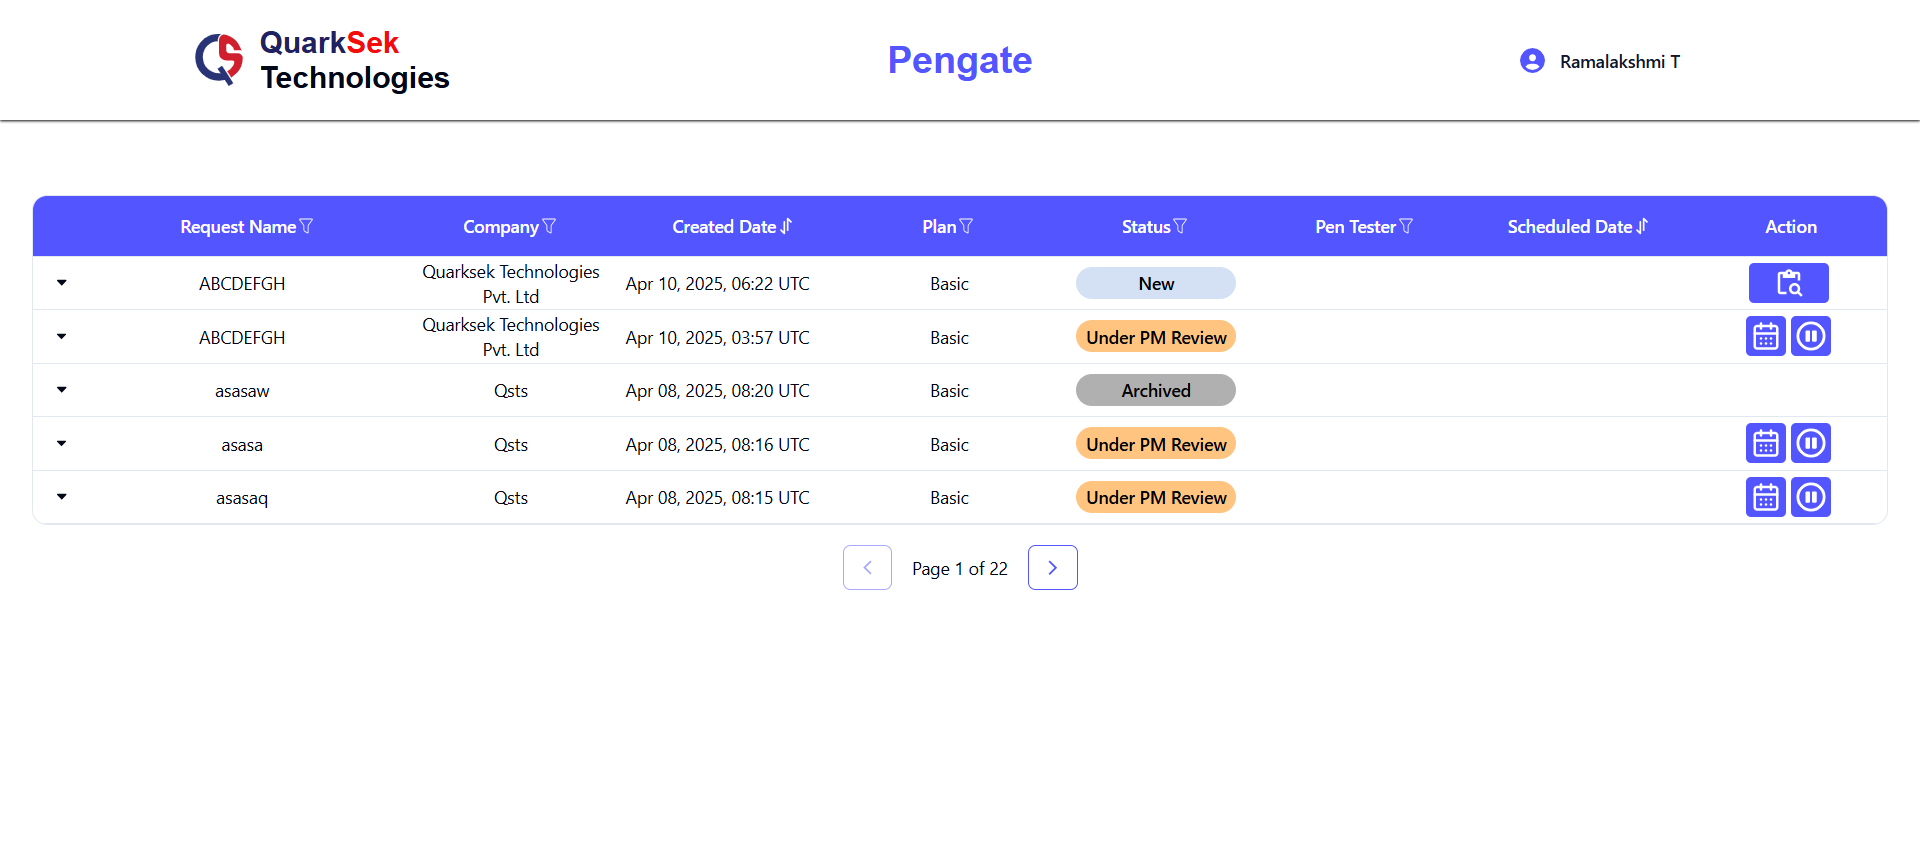 QuarkSek
Technologies
Pengate
Ramalakshmi T
Request Name Company Created Date Plan Status Pen Tester Scheduled Date Action
ABCDEFGH Quarksek Technologies Pvt. Ltd Apr 10, 2025, 06:22 UTC Basic New
ABCDEFGH Quarksek Technologies Pvt. Ltd Apr 10, 2025, 03:57 UTC Basic Under PM Review
asasaw Qsts Apr 08, 2025, 08:20 UTC Basic Archived
asasa Qsts Apr 08, 2025, 08:16 UTC Basic Under PM Review
asasaq Qsts Apr 08, 2025, 08:15 UTC Basic Under PM Review
Page 1 of 22